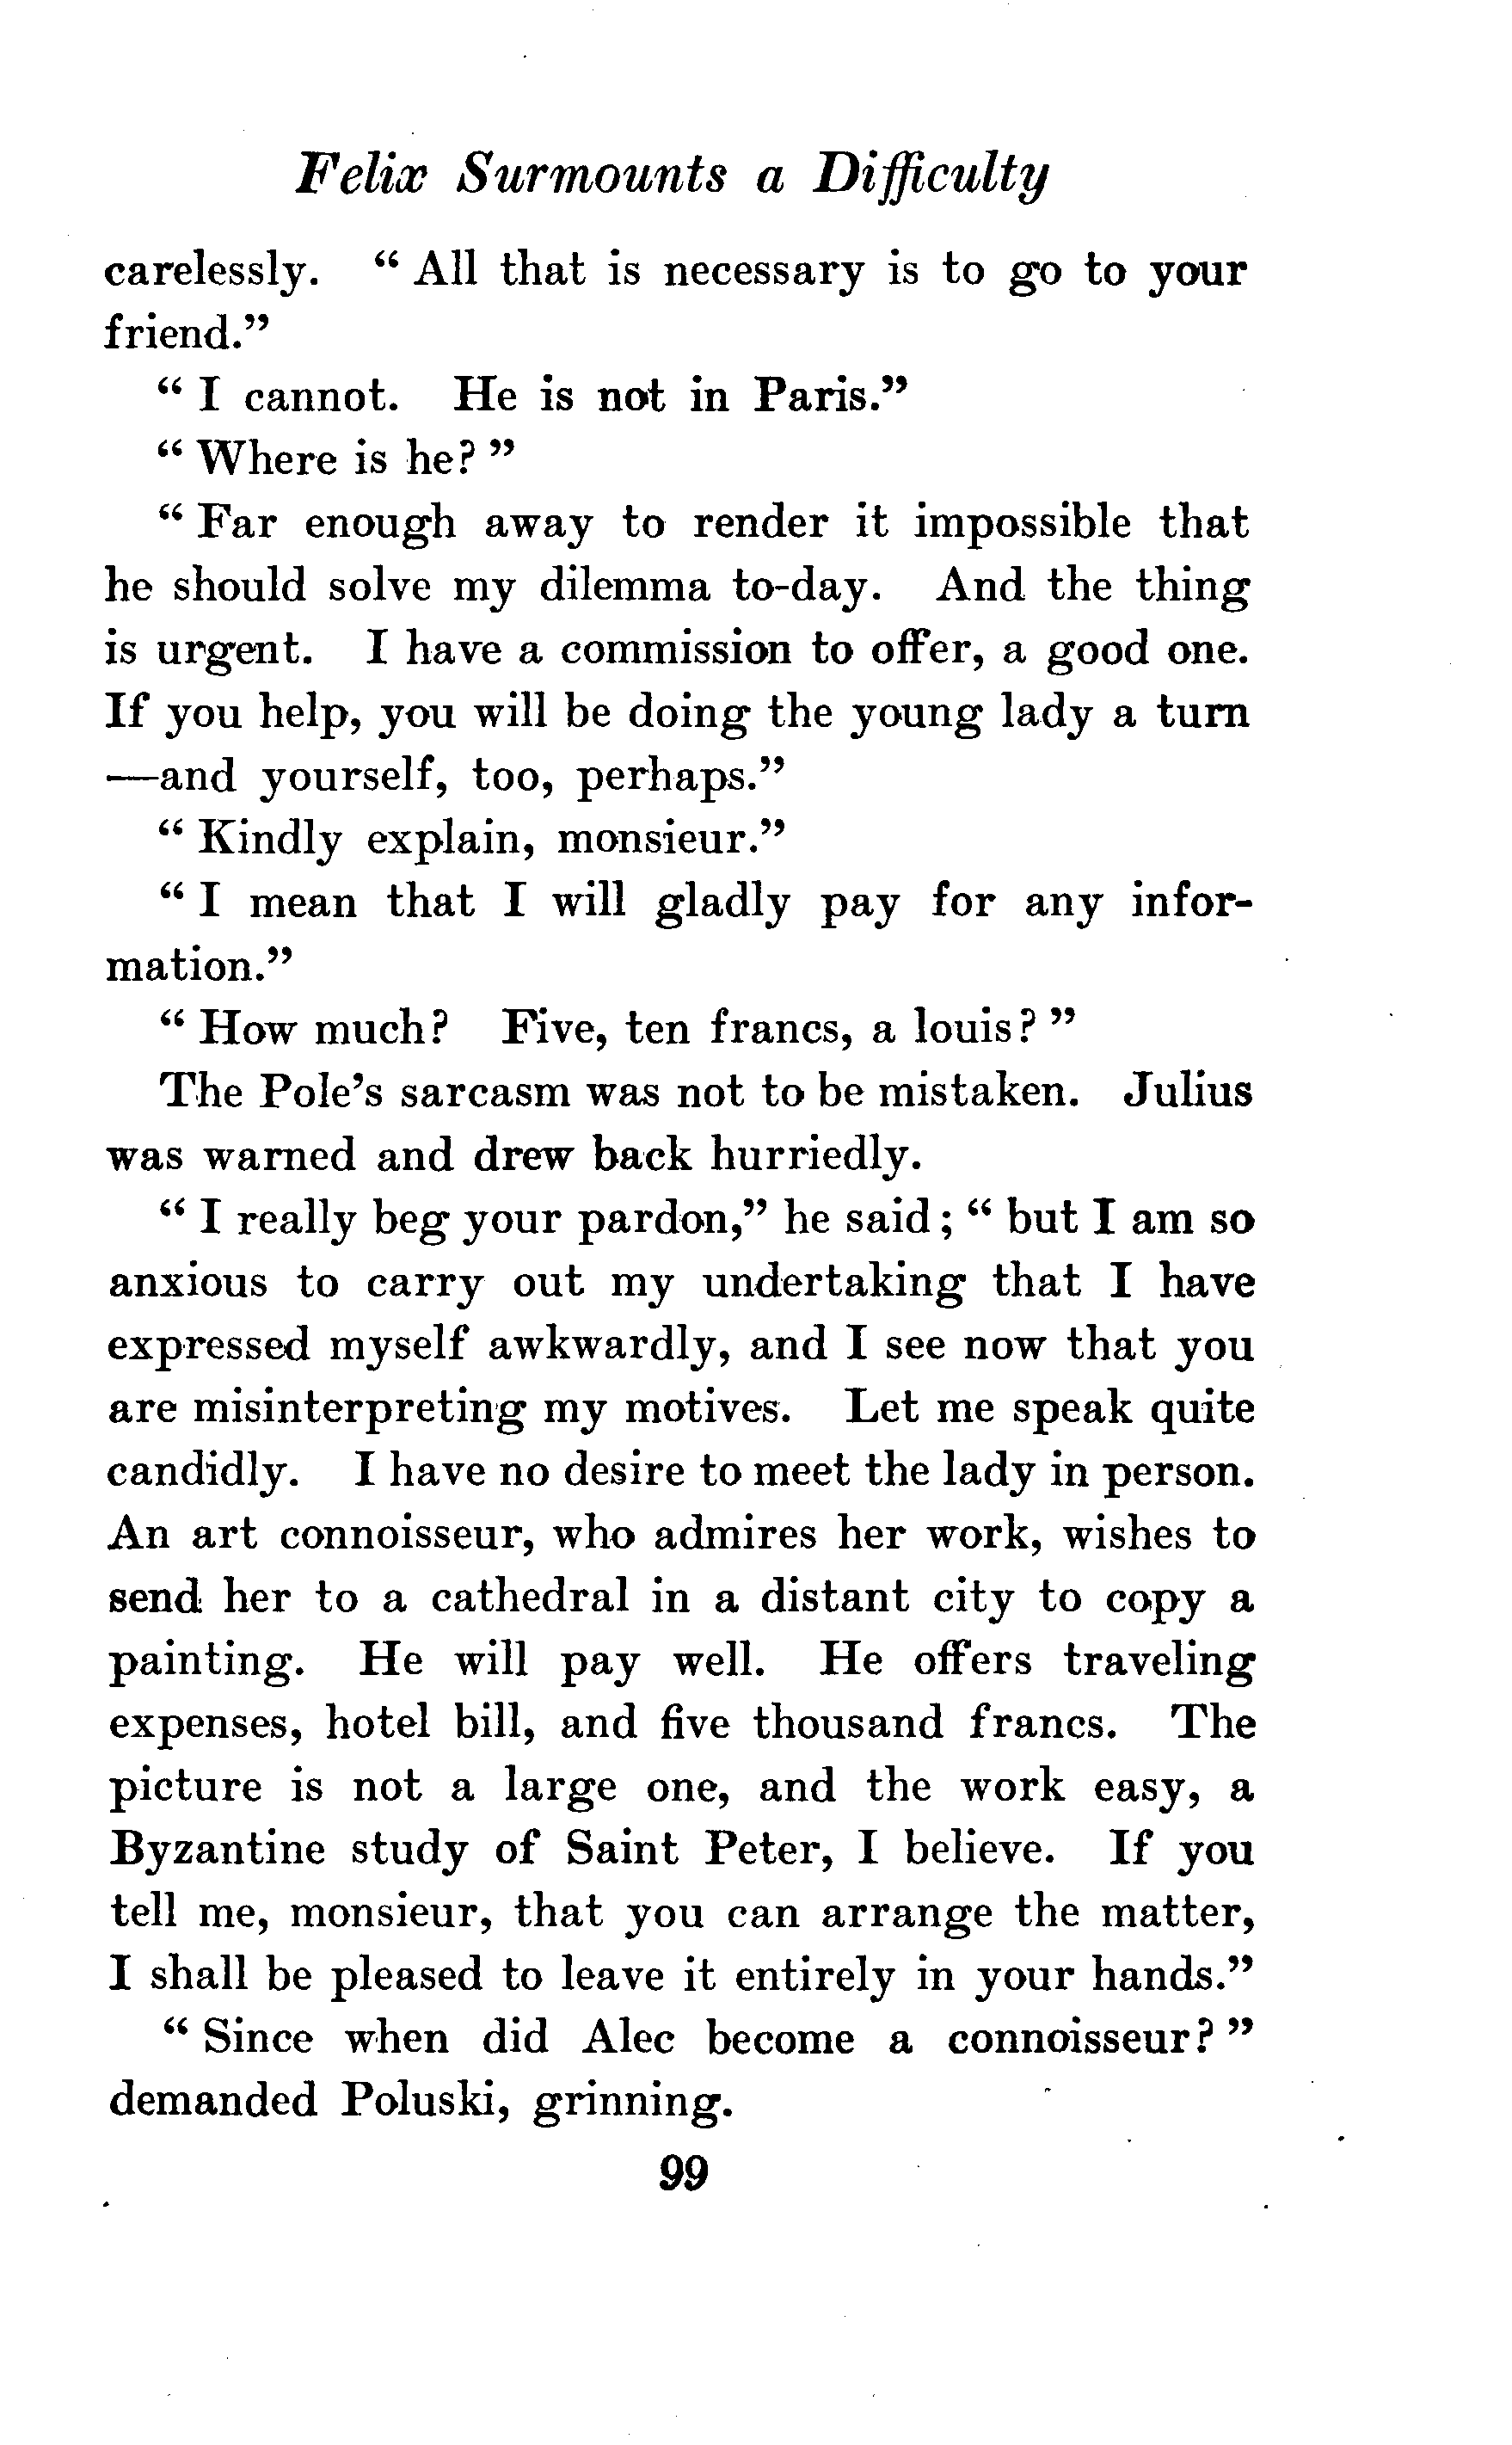 Felix Surmounts a Difficulty
carelessly. “ All that is necessary is to go to your
friend.”
“ I cannot. He is not in Paris.”
“ Where is he? ”
“ Far enough away to render it impossible that
he should solve my dilemma to-day. And the thing
is urgent. I have a commission to offer, a good one.
If you help, you will be doing the young lady a turn
—and yourself, too, perhaps.”
“ Kindly explain, monsieur.”
“ I mean that I will gladly pay for any infor-
mation.”
“ How much? Five, ten francs, a louis? ”
The Pole’s sarcasm was not to be mistaken. Julius
was warned and drew back hurriedly.
“ I really beg your pardon,” he said ; “ but I am so
anxious to carry out my undertaking that I have
expressed myself awkwardly, and I see now that you
are misinterpreting my motives. Let me speak quite
candidly. I have no desire to meet the lady in person.
An art connoisseur, who admires her work, wishes to
send her to a cathedral in a distant city to copy a
painting. He will pay well. He offers traveling
expenses, hotel bill, and five thousand francs. The
picture is not a large one, and the work easy, a
Byzantine study of Saint Peter, I believe. If you
tell me, monsieur, that you can arrange the matter,
I shall be pleased to leave it entirely in your hands.”
“ Since when did Alec become a connoisseur? ”
demanded Poluski, grinning.
99